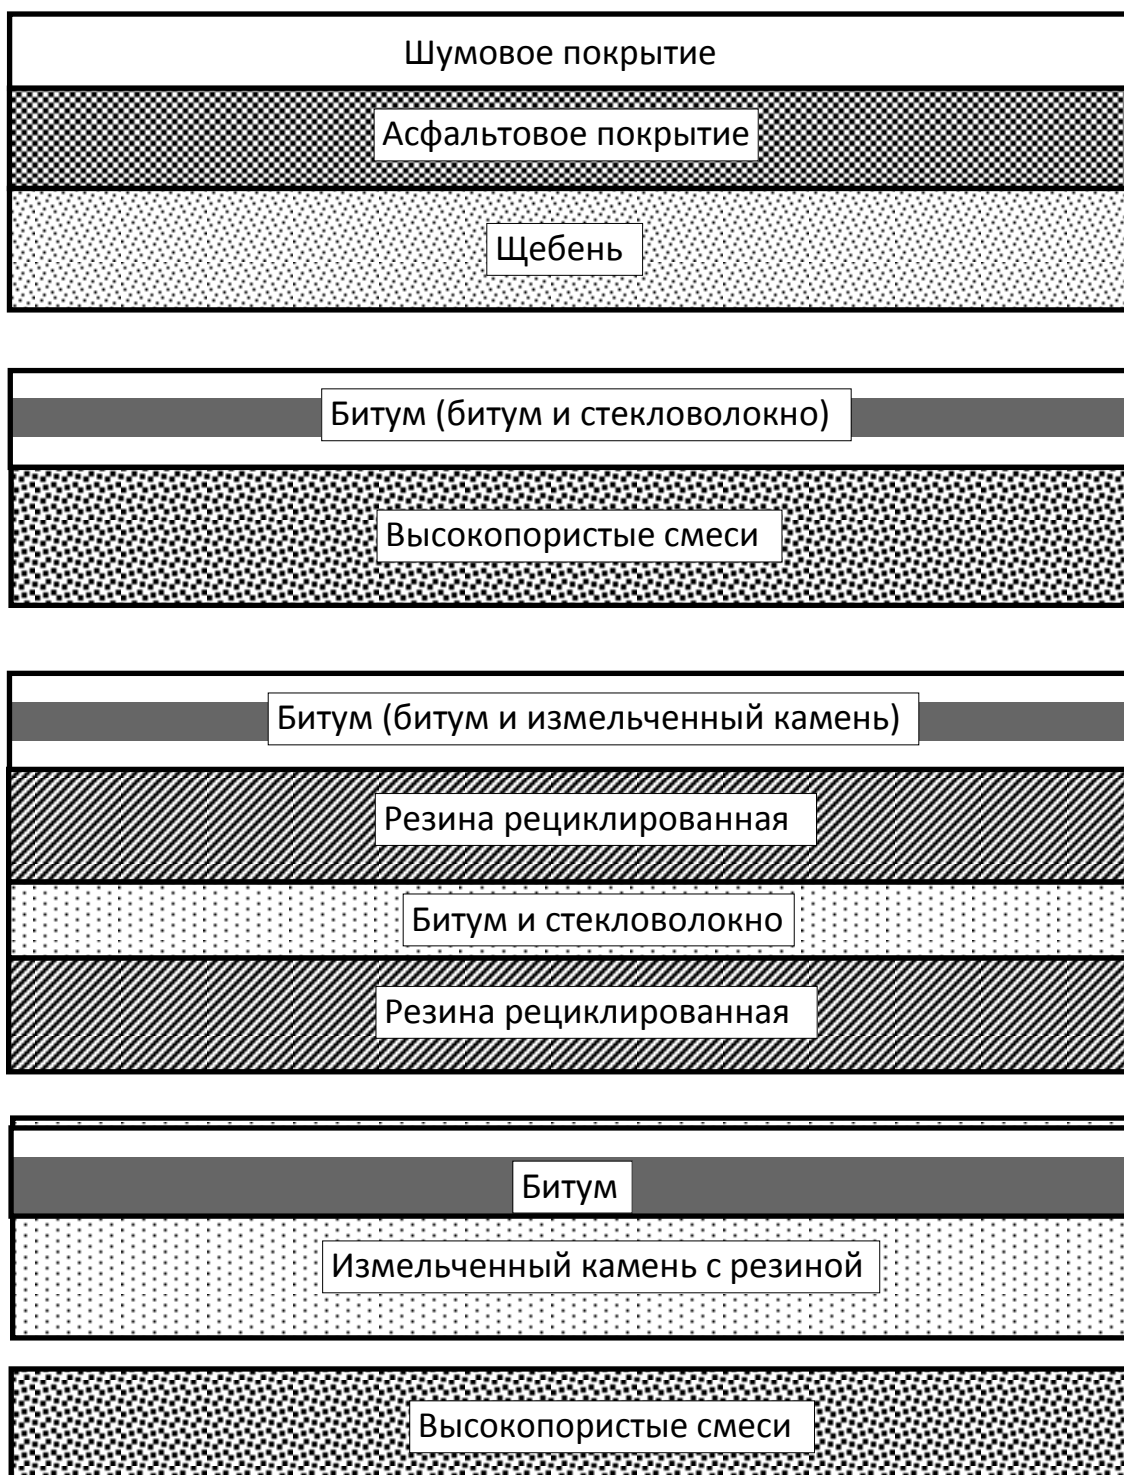 Шумовое покрытие
Асфальтовое покрытие
Щебень
Битум (битум и стекловолокно)
Высокопористые смеси
Битум (битум и измельченный камень)
Резина рециклированная
Битум и стекловолокно
Резина рециклированная
Битум
Измельченный камень с резиной
Высокопористые смеси